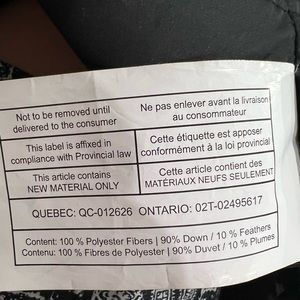 Not to be removed until
delivered to the consumer
Ne pas enlever avant la livraison
au consommateur
This label is affixed in
compliance with Provincial law
Cette étiquette est apposer
conformément à la loi provincial
This article contains
NEW MATERIAL ONLY
Cette article contient des
MATÉRIAUX NEUFS SEULEMENT
QUEBEC: QC-012626 ONTARIO: 02T-02495617
Content: 100 % Polyester Fibers | 90% Down / 10 % Feathers
Contenu: 100 % Fibres de Polyester | 90% Duvet / 10 % Plumes